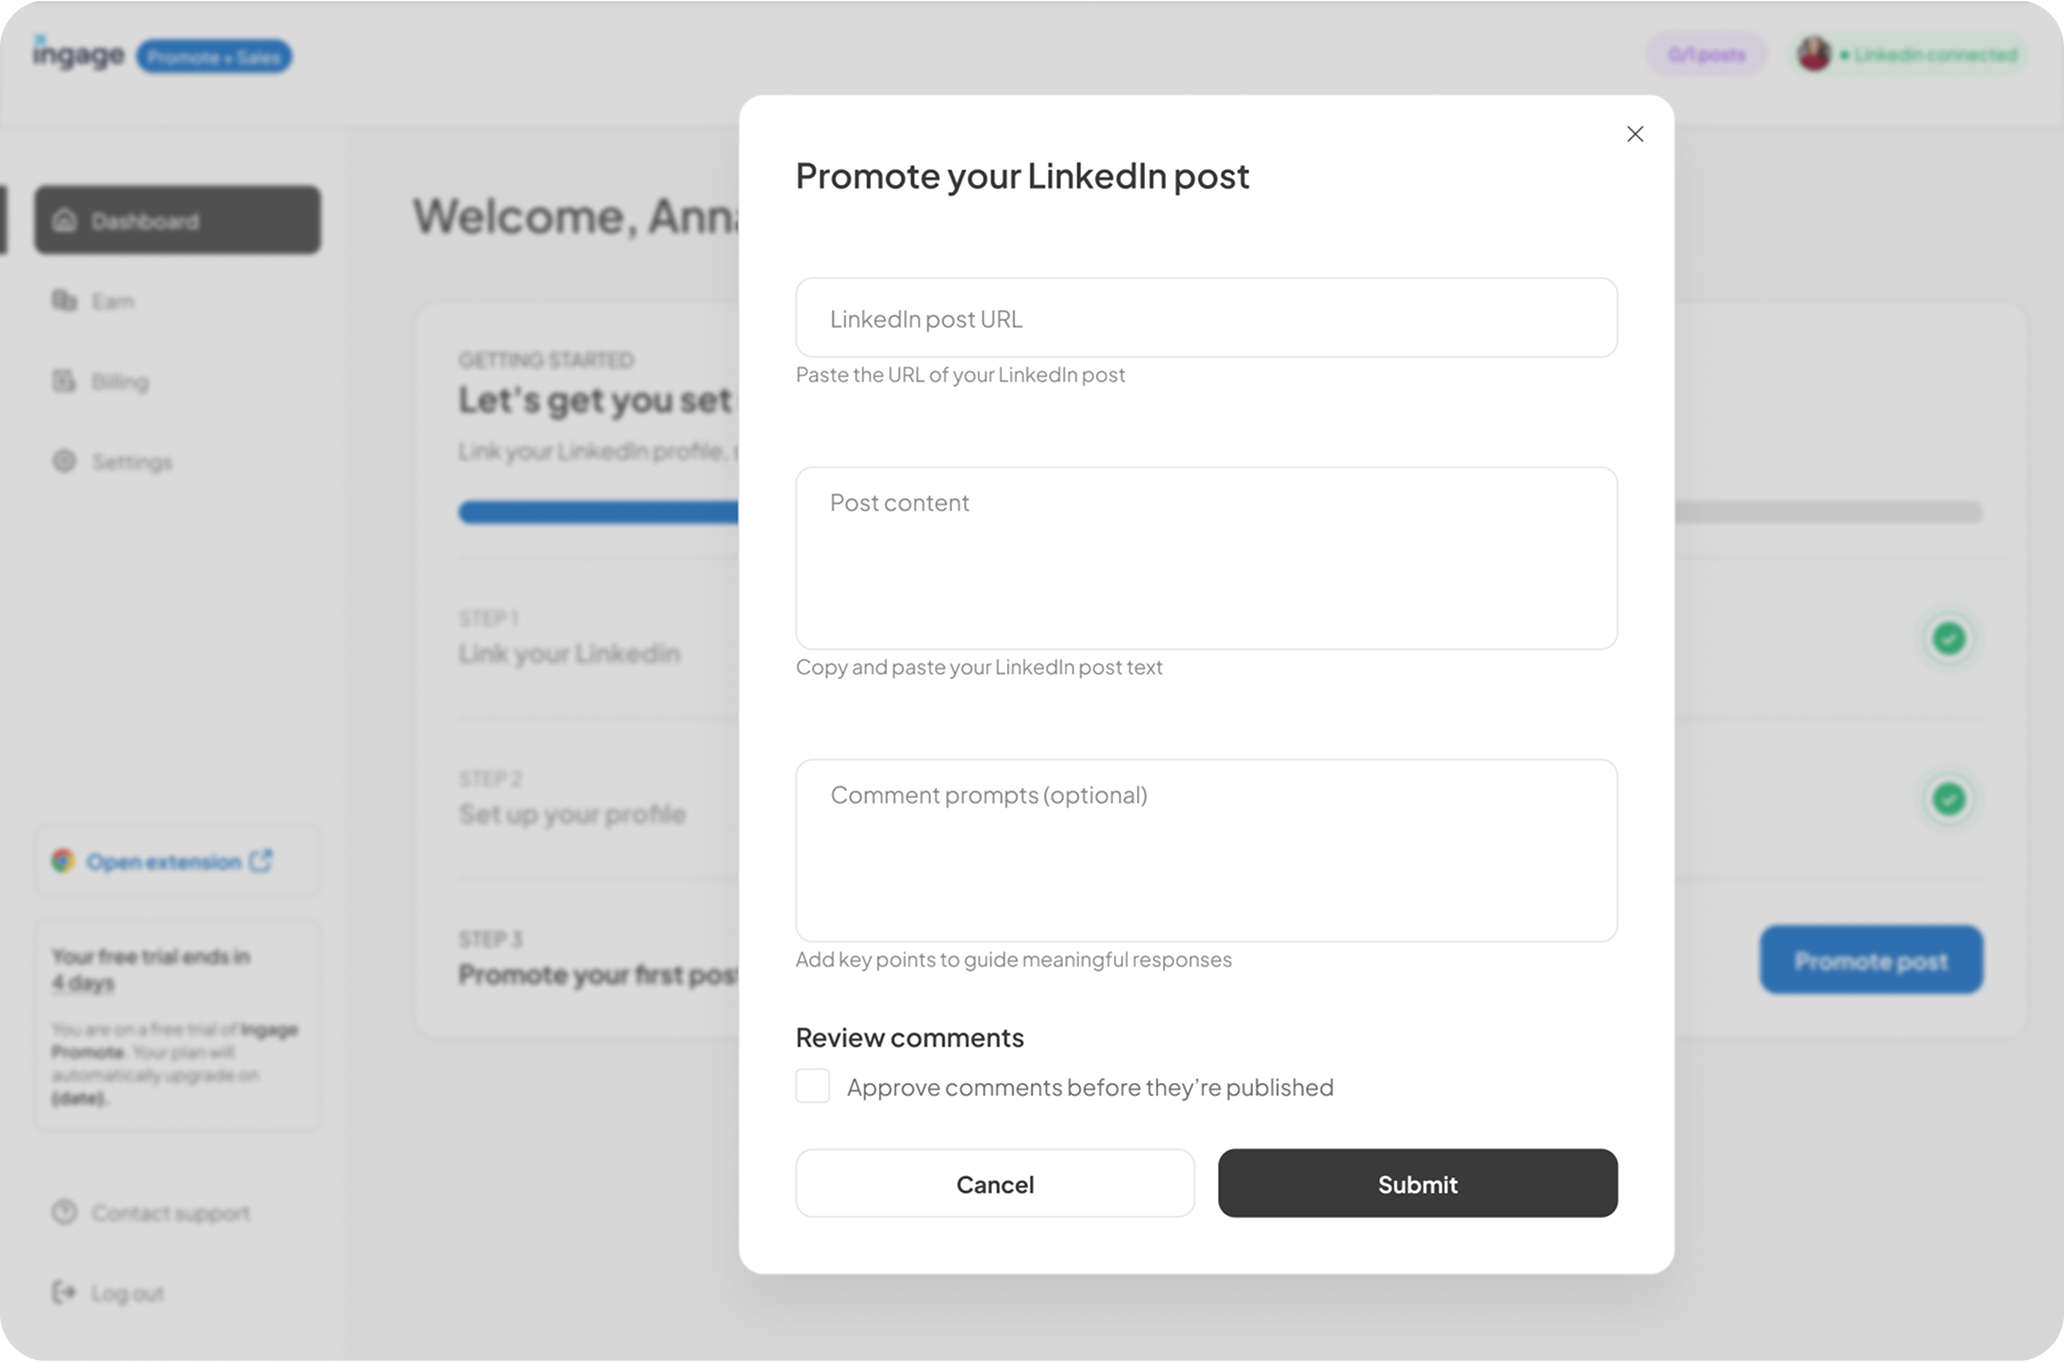 ingage
Promote + Sales
0/1 posts
Linkedin connected
Dashboard
Earn
Billing
Settings
Open extension
Your free trial ends in
4 days
You are on a free trial of Ingage
Promote. Your plan will
automatically upgrade on
{date}.
Contact support
Log out
Welcome, Anna
GETTING STARTED
Let's get you set
Link your LinkedIn profile,
STEP 1
Link your Linkedin
STEP 2
Set up your profile
STEP 3
Promote your first post
Promote post
Promote your LinkedIn post
LinkedIn post URL
Paste the URL of your LinkedIn post
Post content
Copy and paste your LinkedIn post text
Comment prompts (optional)
Add key points to guide meaningful responses
Review comments
Approve comments before they’re published
Cancel
Submit